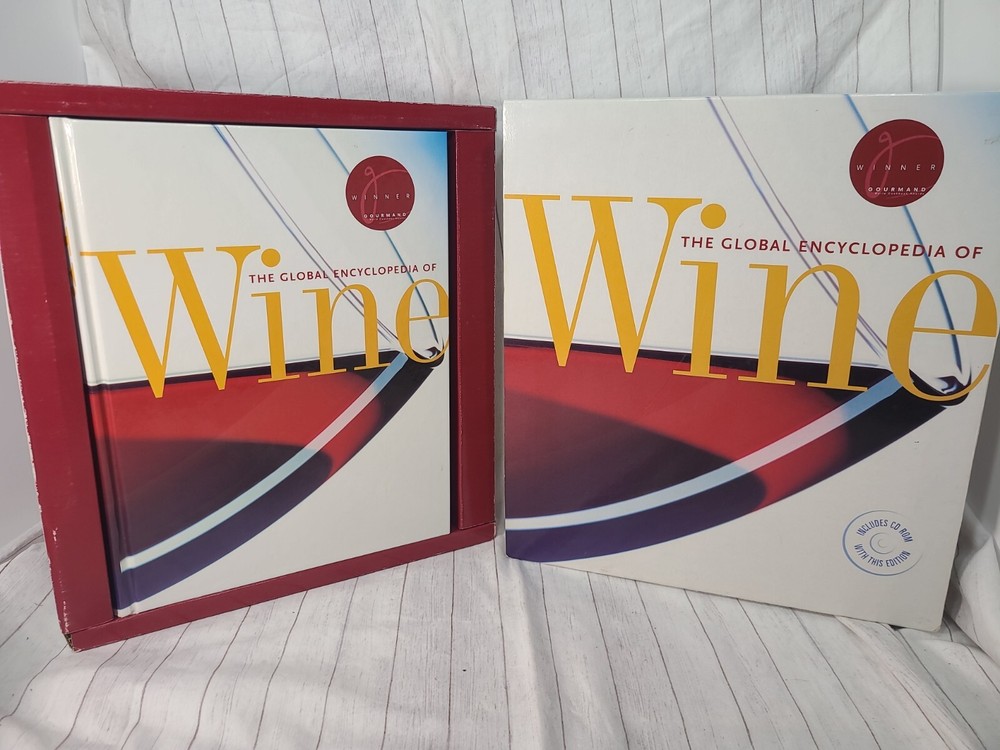 WINNER
GOURMAND
THE GLOBAL ENCYCLOPEDIA OF
Wine
WINNER
GOURMAND
THE GLOBAL ENCYCLOPEDIA OF
Wine
INCLUDES CD ROM
WITH THIS EDITION